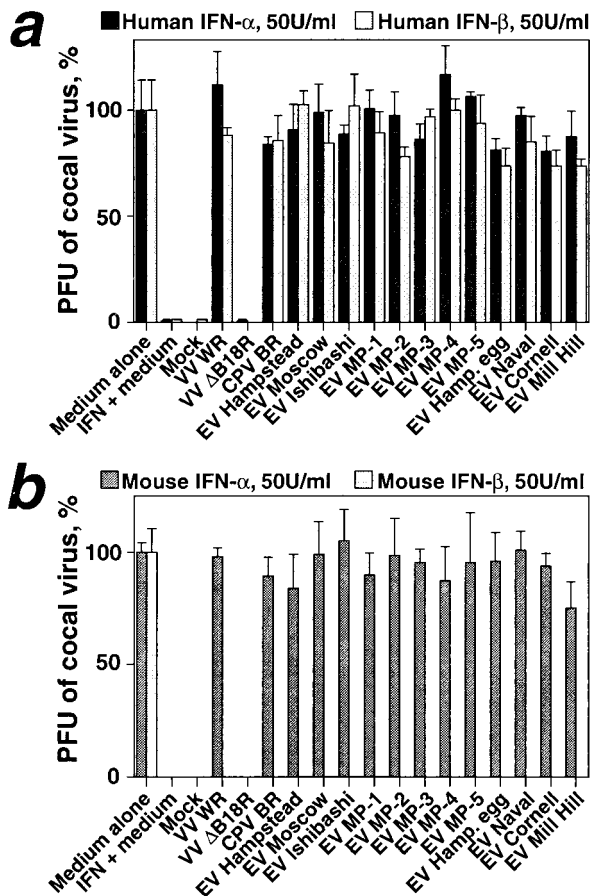 a
Human IFN-α, 50U/ml Human IFN-β, 50U/ml
PFU of cocal virus, %
100
50
0
Medium alone
IFN + medium
Mock
VV WR
VV ΔB18R
CPV BR
EV Hampstead
EV Moscow
EV Ishibashi
EV MP-1
EV MP-2
EV MP-3
EV MP-4
EV MP-5
EV Hamp. egg
EV Naval
EV Cornell
EV Mill Hill
b
Mouse IFN-α, 50U/ml Mouse IFN-β, 50U/ml
PFU of cocal virus, %
100
50
0
Medium alone
IFN + medium
Mock
VV WR
VV ΔB18R
CPV BR
EV Hampstead
EV Moscow
EV Ishibashi
EV MP-1
EV MP-2
EV MP-3
EV MP-4
EV MP-5
EV Hamp. egg
EV Naval
EV Cornell
EV Mill Hill